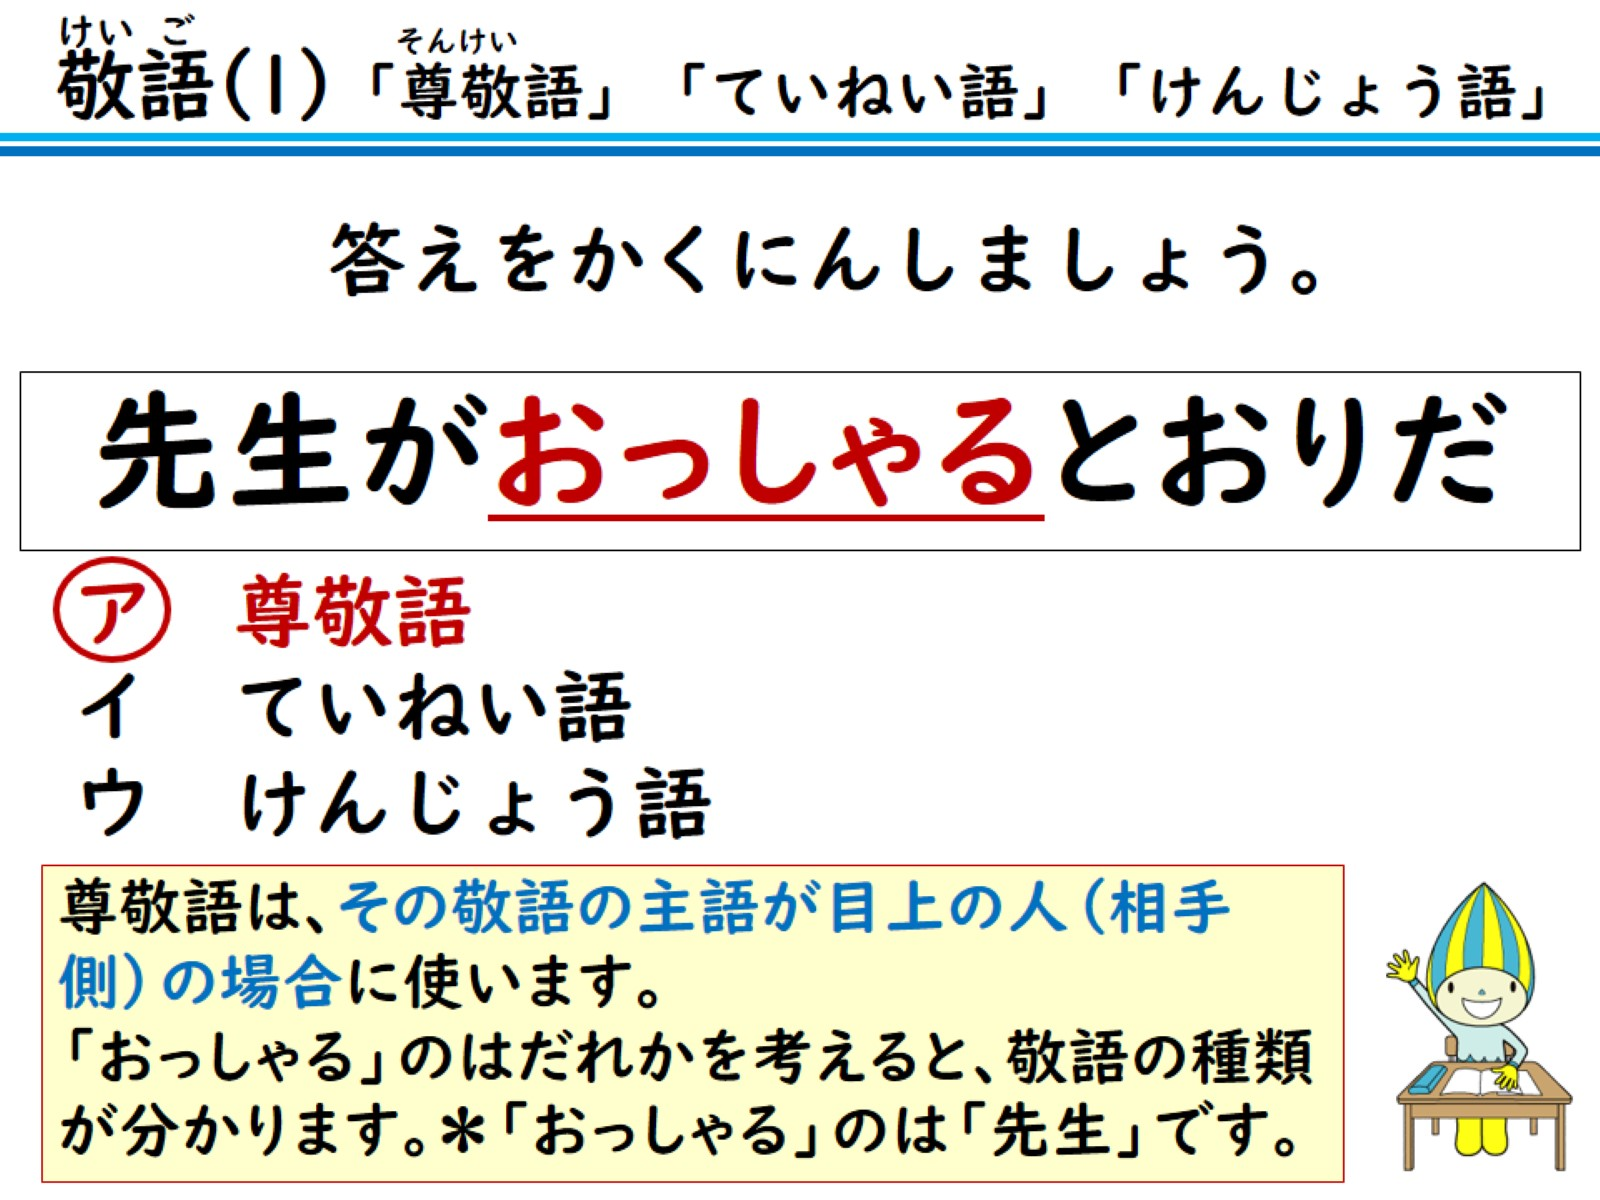 けい ご そんけい
敬語(1)「尊敬語」「ていねい語」「けんじょう語」
答えをかくにんしましょう。
先生がおっしゃるとおりだ
ア 尊敬語
イ ていねい語
ウ けんじょう語
尊敬語は、その敬語の主語が目上の人(相手
側)の場合に使います。
「おっしゃる」のはだれかを考えると、敬語の種類
が分かります。*「おっしゃる」のは「先生」です。